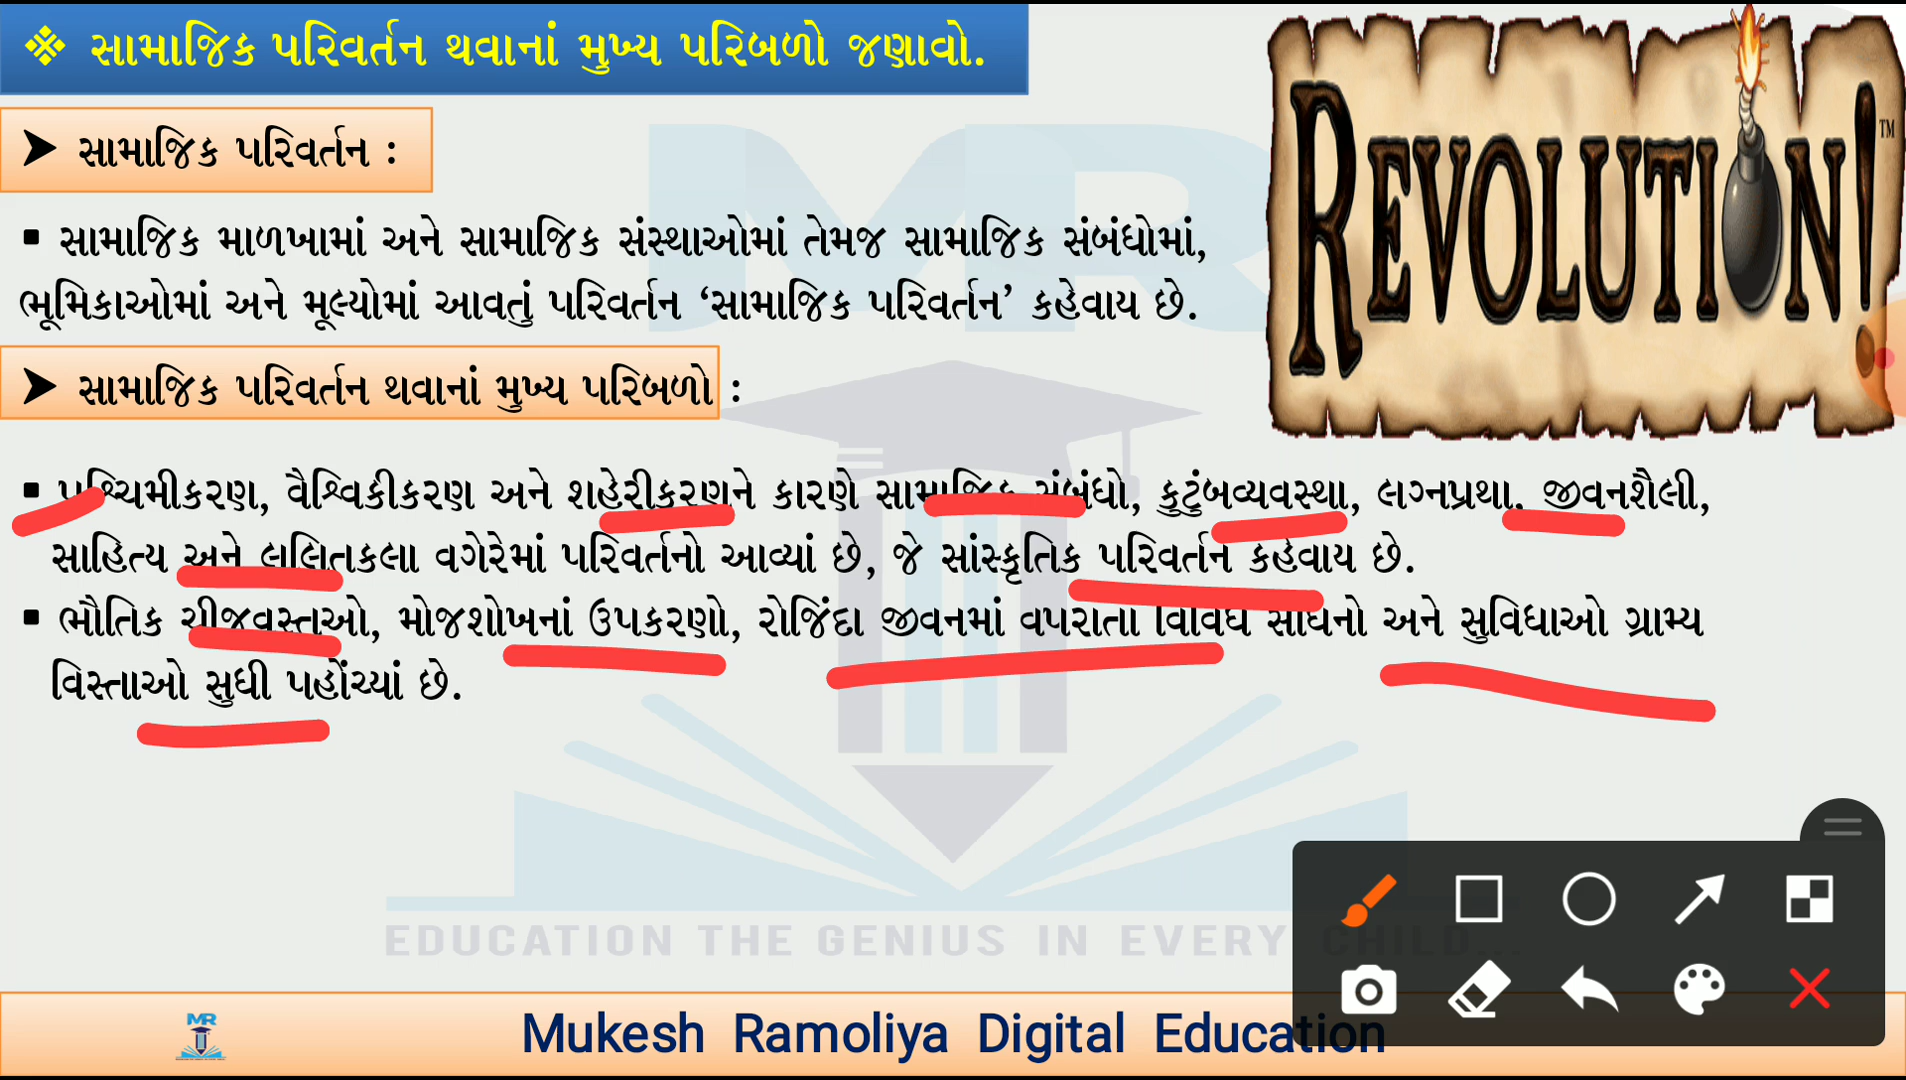 ❖ સામાજિક પરિવર્તન થવાનાં મુખ્ય પરિબળો જણાવો.
REVOLUTION!™
➤ સામાજિક પરિવર્તન :
▪ સામાજિક માળખામાં અને સામાજિક સંસ્થાઓમાં તેમજ સામાજિક સંબંધોમાં,
ભૂમિકાઓમાં અને મૂલ્યોમાં આવતું પરિવર્તન ‘સામાજિક પરિવર્તન’ કહેવાય છે.
➤ સામાજિક પરિવર્તન થવાનાં મુખ્ય પરિબળો :
▪ પશ્ચિમીકરણ, વૈશ્વિકીકરણ અને શહેરીકરણને કારણે સામાજિક સંબંધો, કુટુંબવ્યવસ્થા, લગ્નપ્રથા, જીવનશૈલી,
સાહિત્ય અને લલિતકલા વગેરેમાં પરિવર્તનો આવ્યાં છે, જે સાંસ્કૃતિક પરિવર્તન કહેવાય છે.
▪ ભૌતિક ચીજવસ્તુઓ, મોજશોખનાં ઉપકરણો, રોજિંદા જીવનમાં વપરાતા વિવિધ સાધનો અને સુવિધાઓ ગ્રામ્ય
વિસ્તાઓ સુધી પહોંચ્યાં છે.
MR
EDUCATION THE GENIUS IN EVERY CHILD...
MR
Mukesh Ramoliya Digital Education